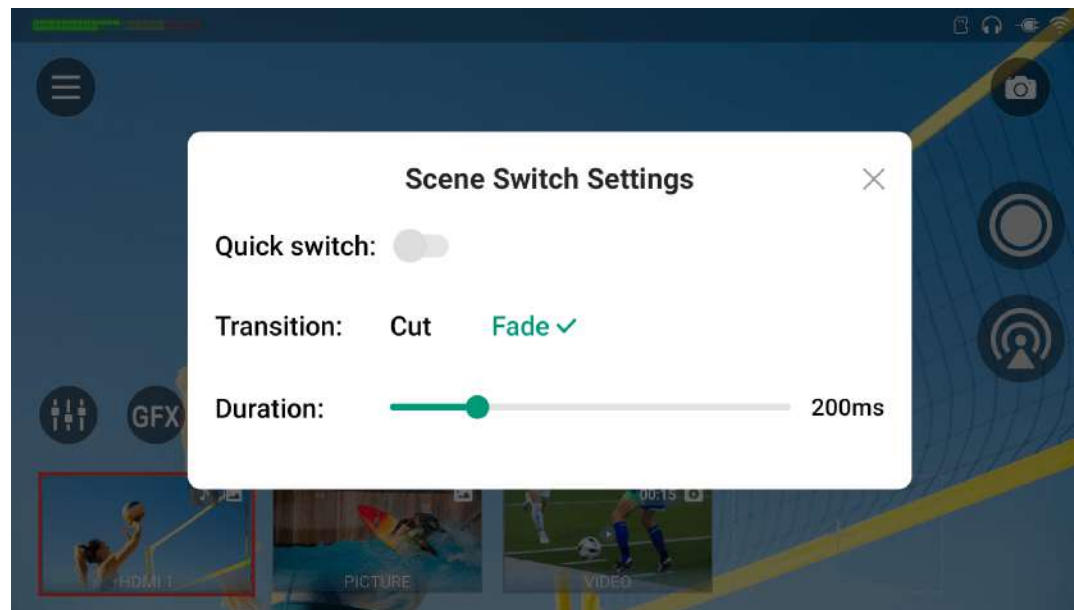 Scene Switch Settings
Quick switch:
Transition: Cut Fade
Duration: 200ms
GFX
00:15
HDMI 1 PICTURE VIDEO